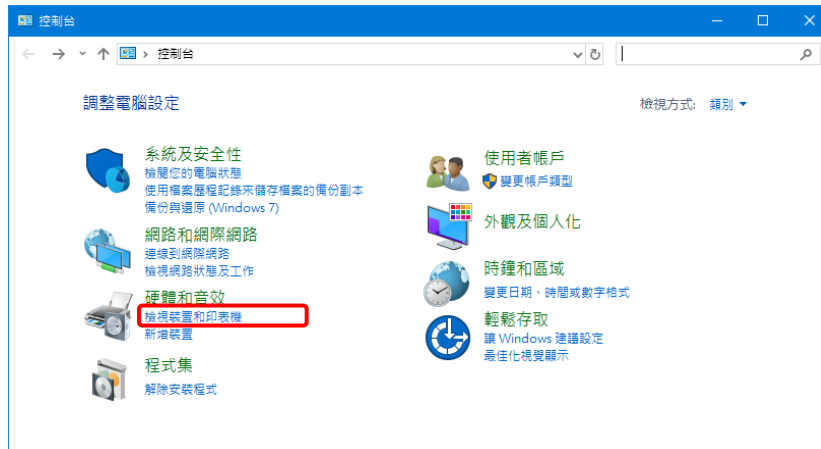 控制台
控制台
調整電腦設定
檢視方式: 類別
系統及安全性
檢閱您的電腦狀態
使用檔案歷程記錄來儲存檔案的備份副本
備份與還原 (Windows 7)
網路和網際網路
連線到網際網路
檢視網路狀態及工作
硬體和音效
檢視裝置和印表機
新增裝置
程式集
解除安裝程式
使用者帳戶
變更帳戶類型
外觀及個人化
時鐘和區域
變更日期、時間或數字格式
輕鬆存取
讓 Windows 建議設定
最佳化視覺顯示